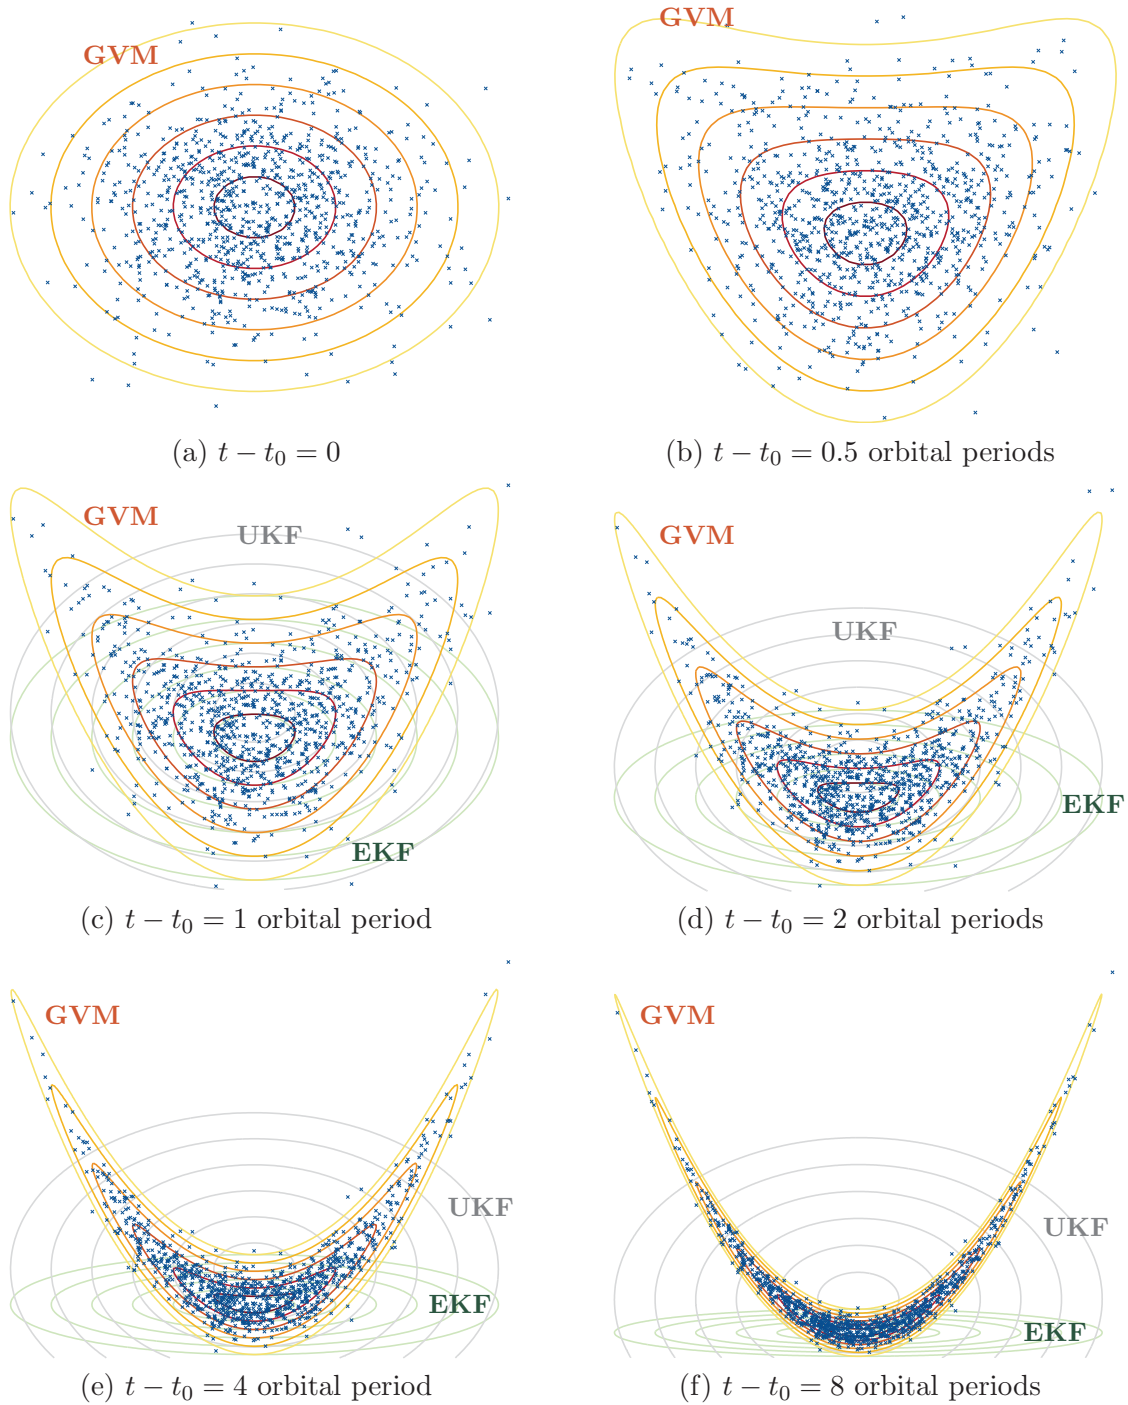 GVM
GVM
(a) t − t₀ = 0
(b) t − t₀ = 0.5 orbital periods
GVM
UKF
EKF
GVM
UKF
EKF
(c) t − t₀ = 1 orbital period
(d) t − t₀ = 2 orbital periods
GVM
UKF
EKF
GVM
UKF
EKF
(e) t − t₀ = 4 orbital period
(f) t − t₀ = 8 orbital periods